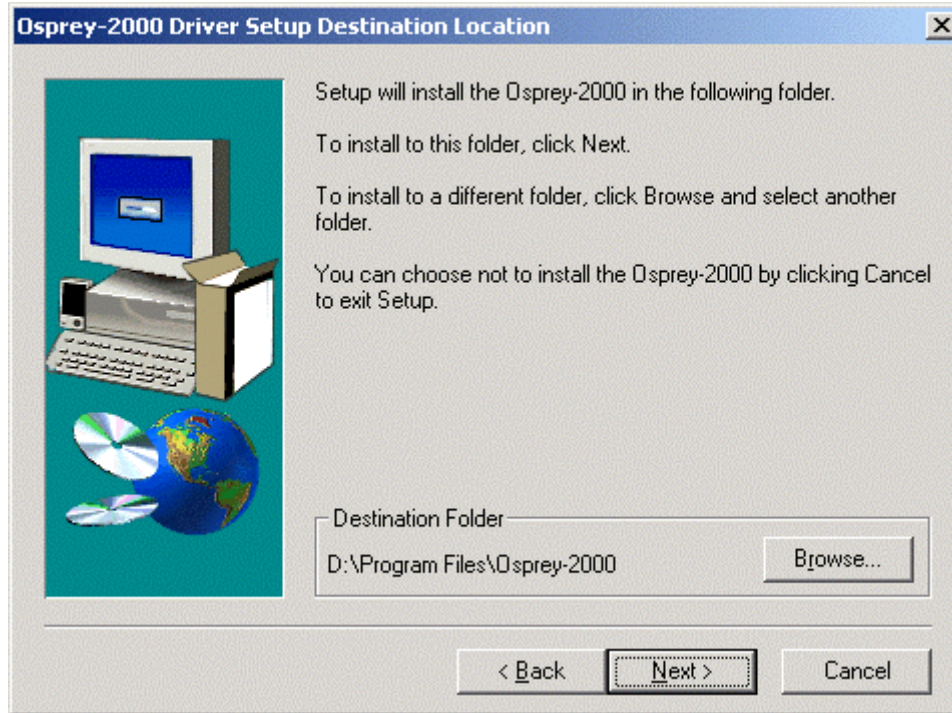 Osprey-2000 Driver Setup Destination Location
Setup will install the Osprey-2000 in the following folder.
To install to this folder, click Next.
To install to a different folder, click Browse and select another
folder.
You can choose not to install the Osprey-2000 by clicking Cancel
to exit Setup.
Destination Folder
D:\Program Files\Osprey-2000
Browse...
< Back
Next >
Cancel